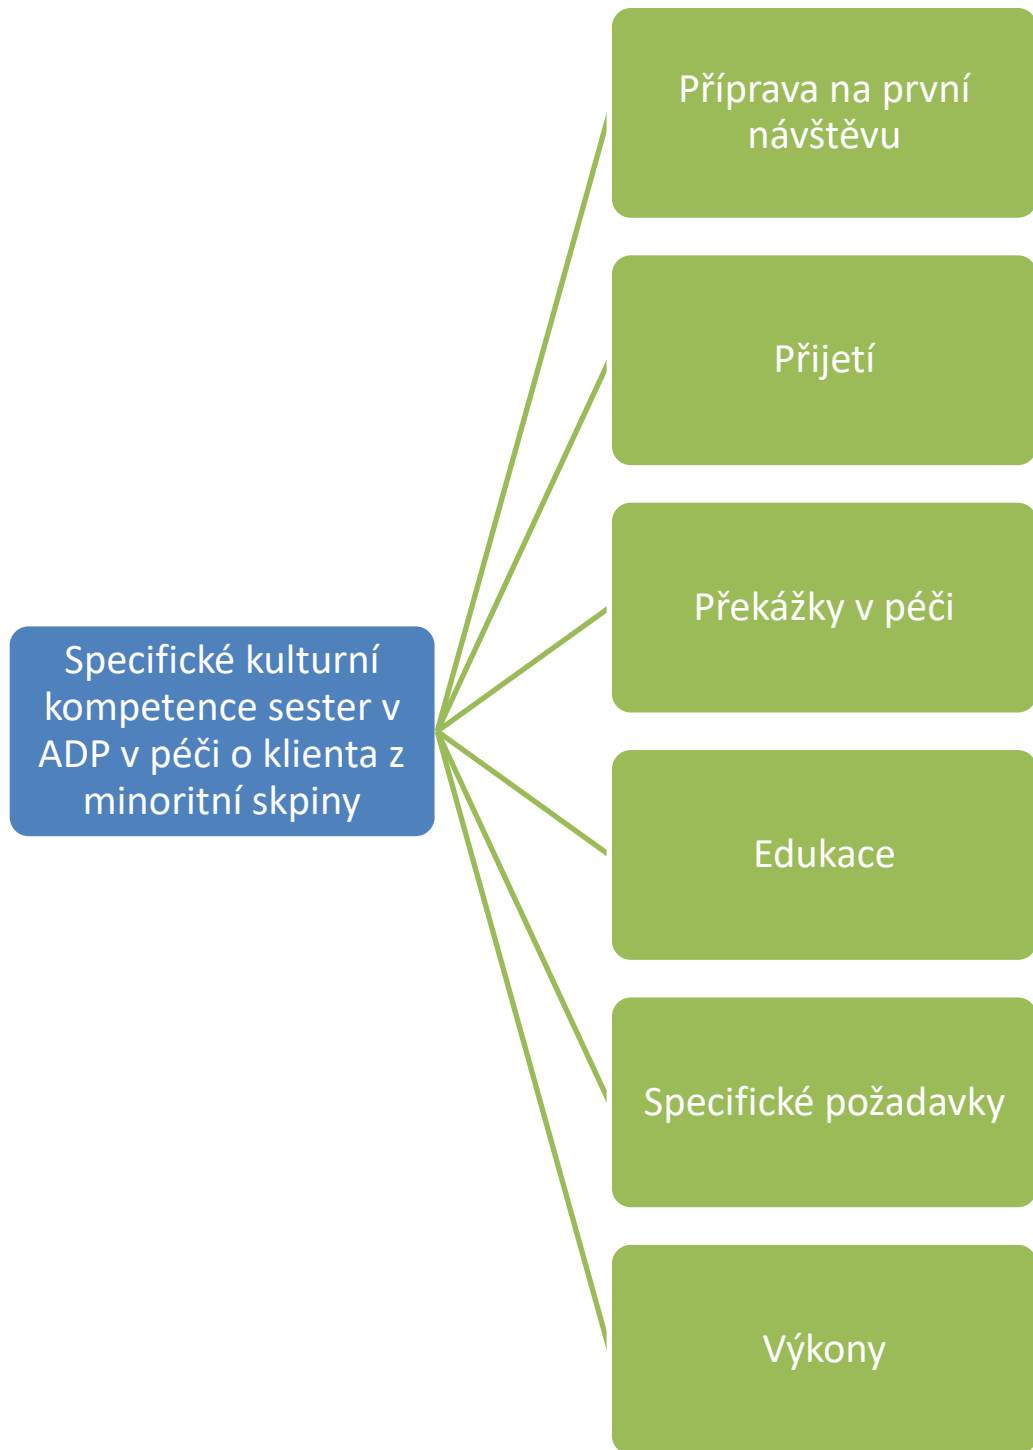 Příprava na první
návštěvu
Přijetí
Překážky v péči
Specifické kulturní
kompetence sester v
ADP v péči o klienta z
minoritní skpiny
Edukace
Specifické požadavky
Výkony